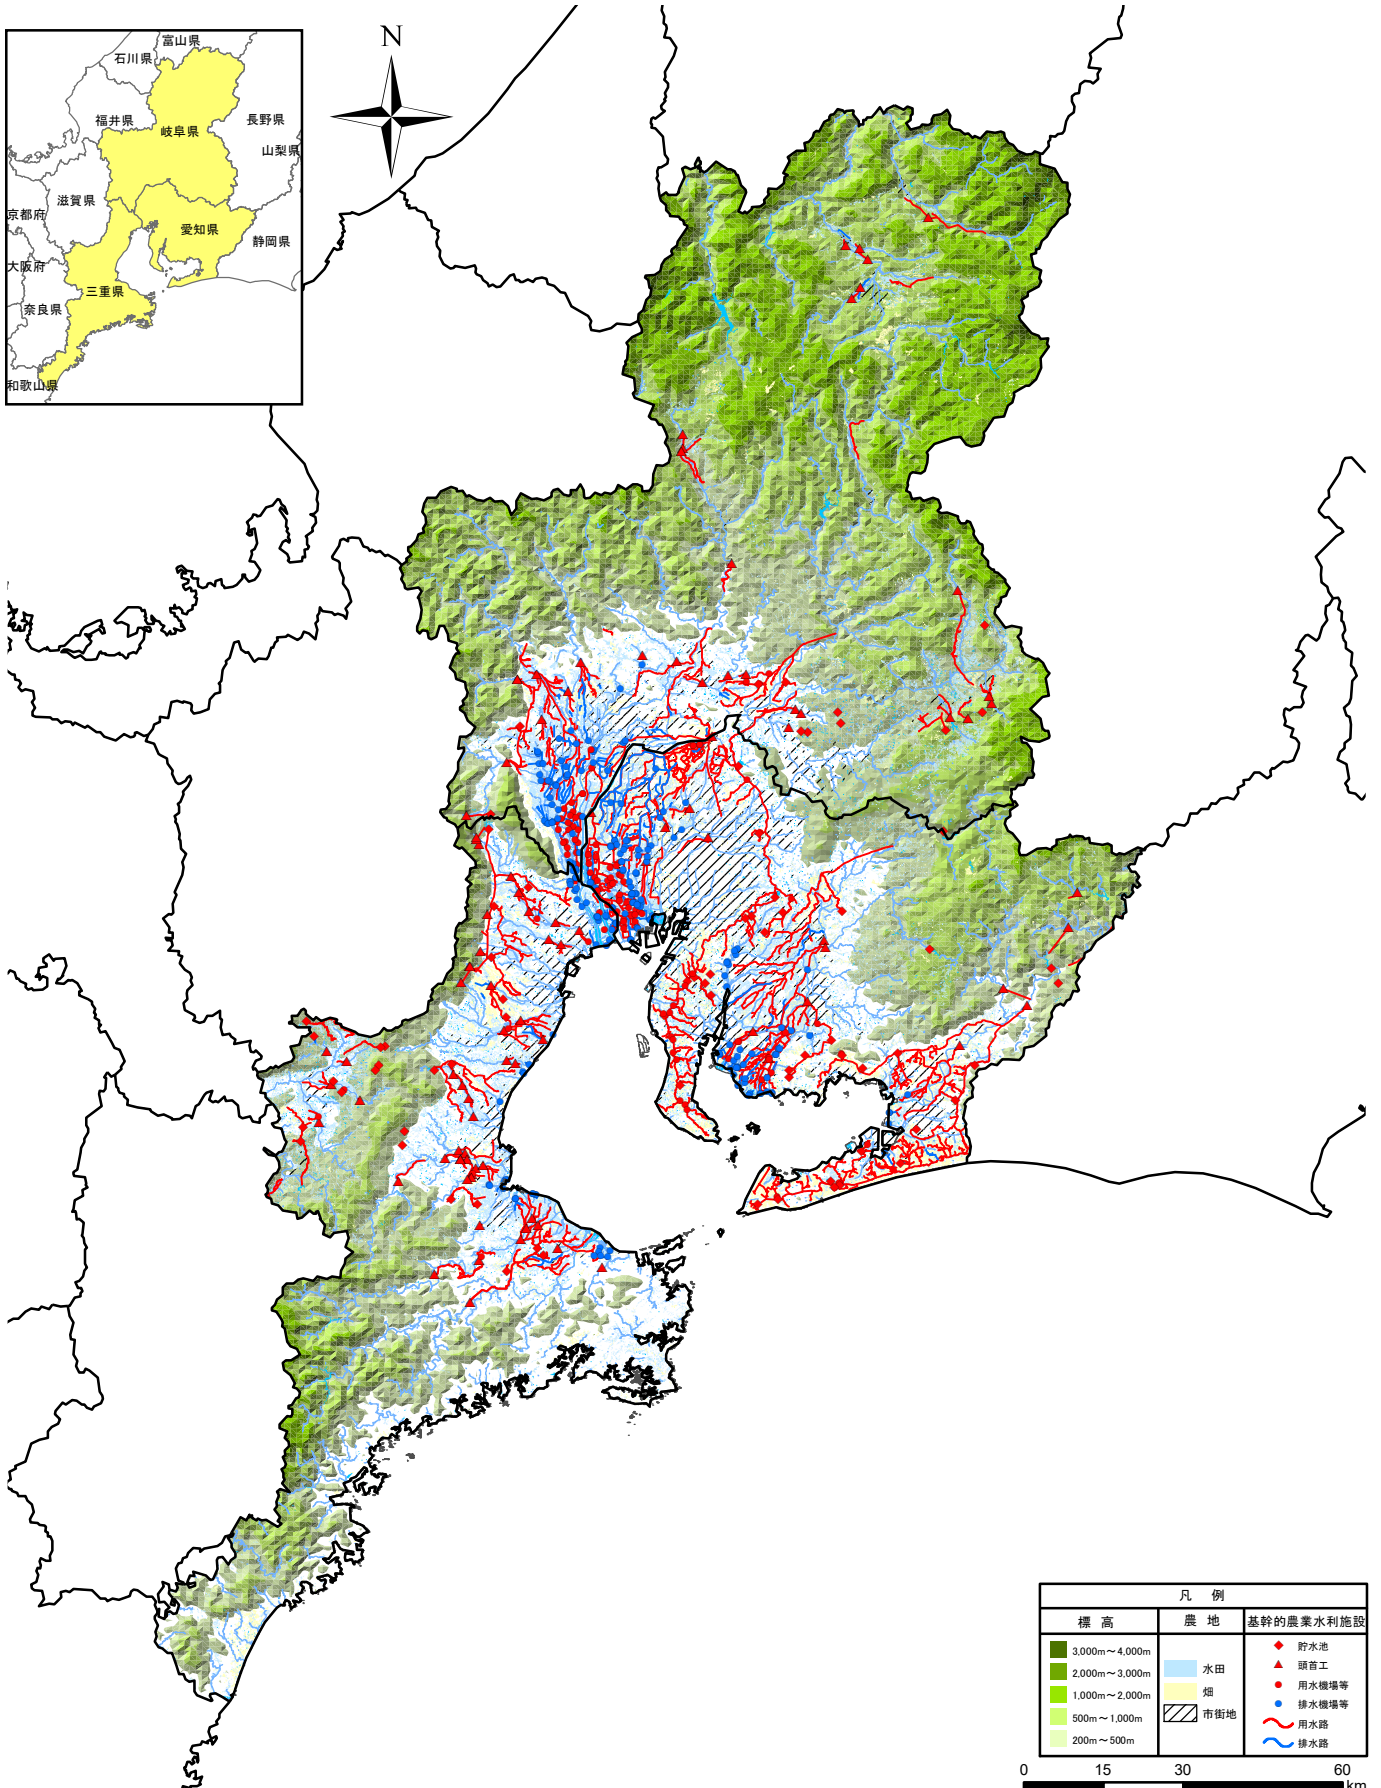 富山県
石川県
福井県
岐阜県
長野県
山梨県
滋賀県
京都府
愛知県
静岡県
大阪府
三重県
奈良県
和歌山県
N
凡 例
標 高
農 地
基幹的農業水利施設
3,000m～4,000m
2,000m～3,000m
1,000m～2,000m
500m～1,000m
200m～500m
水田
畑
市街地
貯水池
頭首工
用水機場等
排水機場等
用水路
排水路
0 15 30 60
km